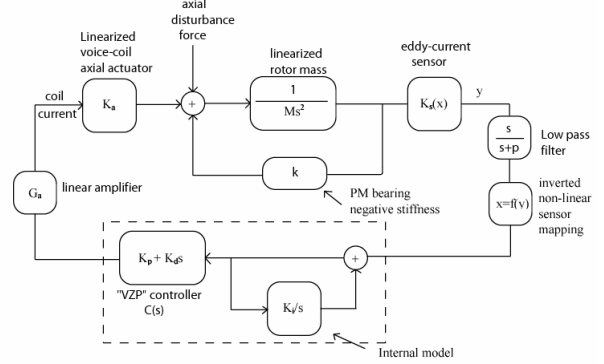 axial
disturbance
force
Linearized
voice-coil
axial actuator
linearized
rotor mass
eddy-current
sensor
coil
current
Kₐ
+
1
Ms²
Kₛ(x)
y
s
s+p
Low pass
filter
k
PM bearing
negative stiffness
Gₐ
linear amplifier
x=f(y)
inverted
non-linear
sensor
mapping
Kₚ + K_d s
+
"VZP" controller
C(s)
Kᵢ/s
Internal model